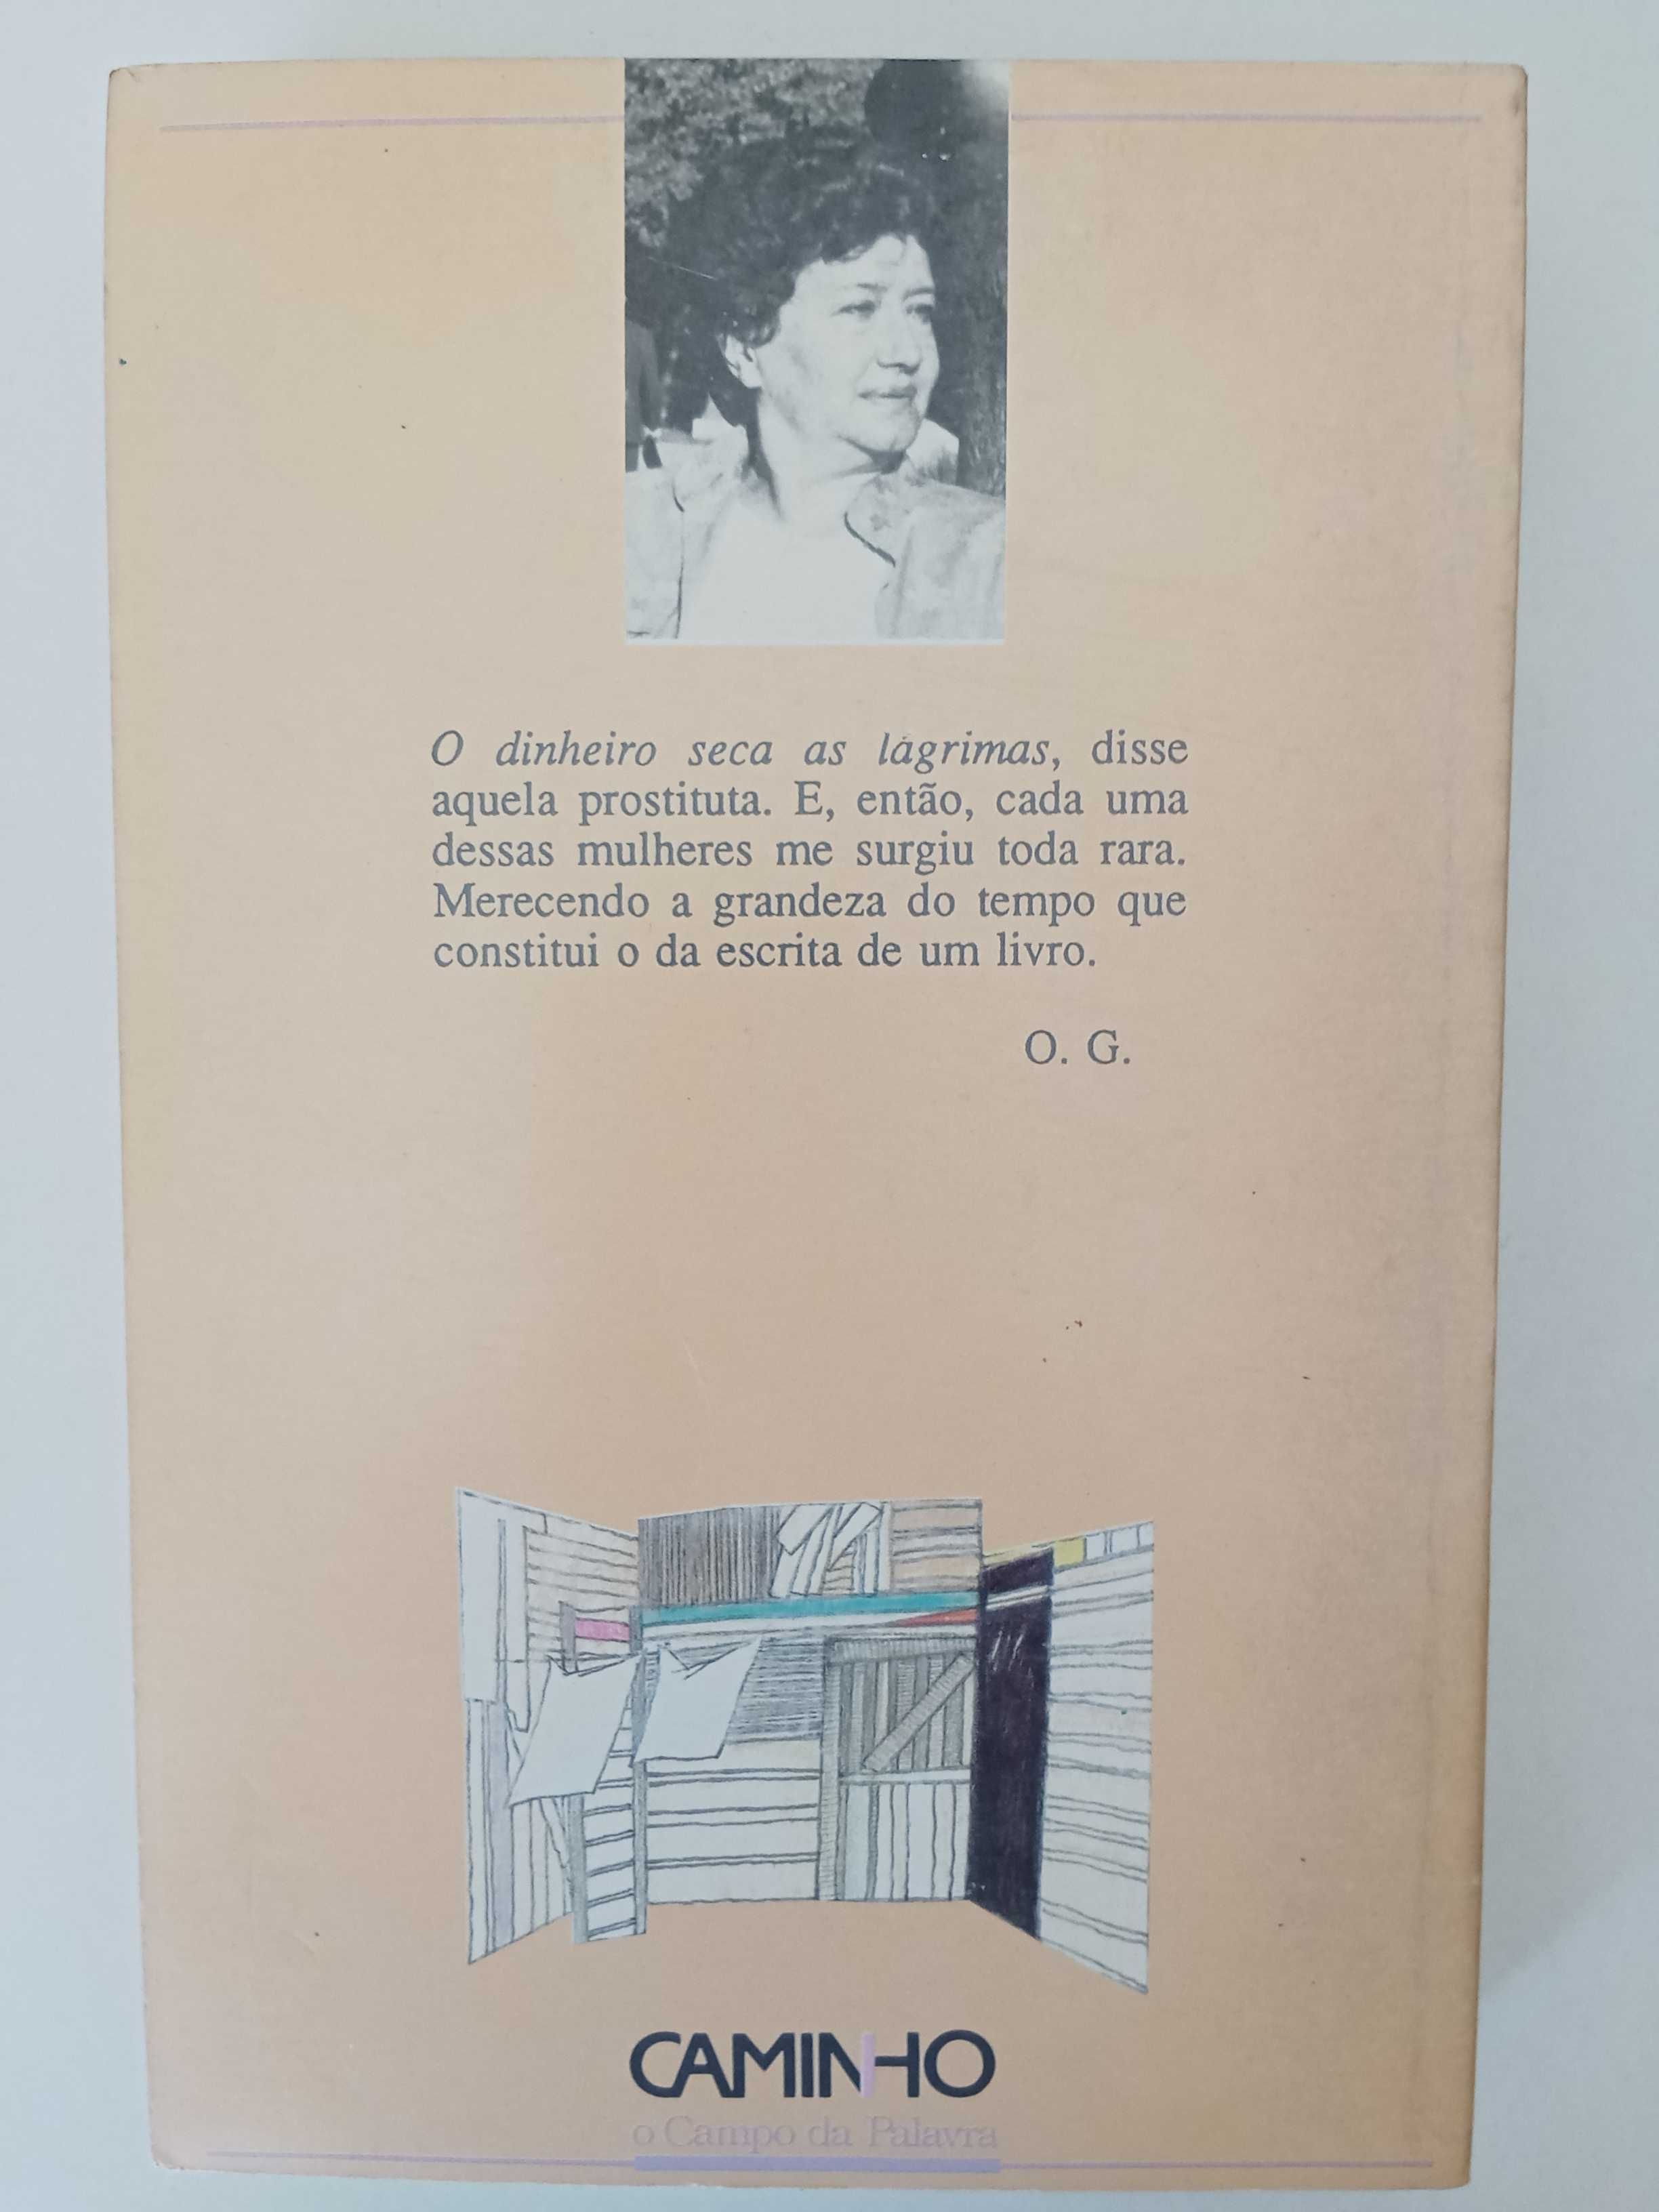 O dinheiro seca as lágrimas, disse
aquela prostituta. E, então, cada uma
dessas mulheres me surgiu toda rara.
Merecendo a grandeza do tempo que
constitui o da escrita de um livro.
O. G.
CAMINHO
o Campo da Palavra